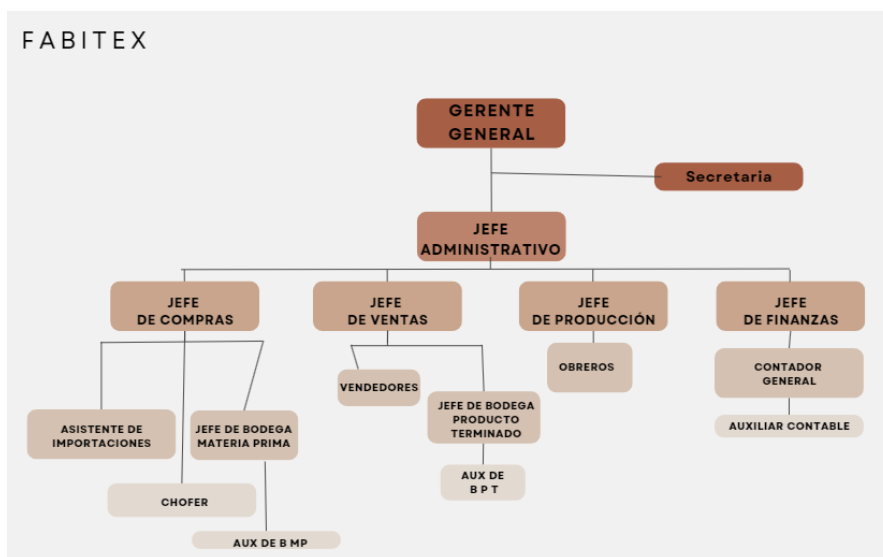 FABITEX
GERENTE
GENERAL
Secretaria
JEFE
ADMINISTRATIVO
JEFE
DE COMPRAS
JEFE
DE VENTAS
JEFE
DE PRODUCCIÓN
JEFE
DE FINANZAS
ASISTENTE DE
IMPORTACIONES
JEFE DE BODEGA
MATERIA PRIMA
CHOFER
AUX DE B MP
VENDEDORES
JEFE DE BODEGA
PRODUCTO
TERMINADO
AUX DE
B P T
OBREROS
CONTADOR
GENERAL
AUXILIAR CONTABLE